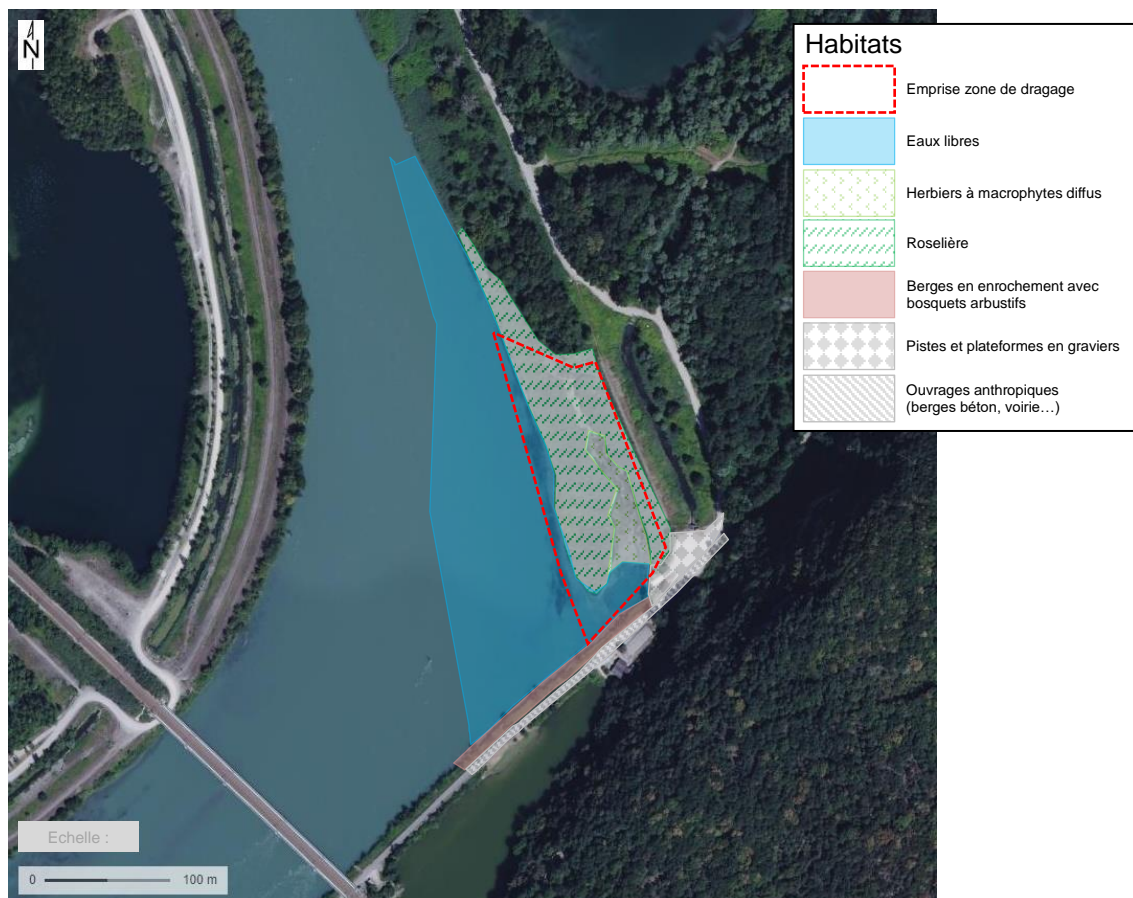 N
Habitats
Emprise zone de dragage
Eaux libres
Herbiers à macrophytes diffus
Roselière
Berges en enrochement avec
bosquets arbustifs
Pistes et plateformes en graviers
Ouvrages anthropiques
(berges béton, voirie…)
Echelle :
0 100 m